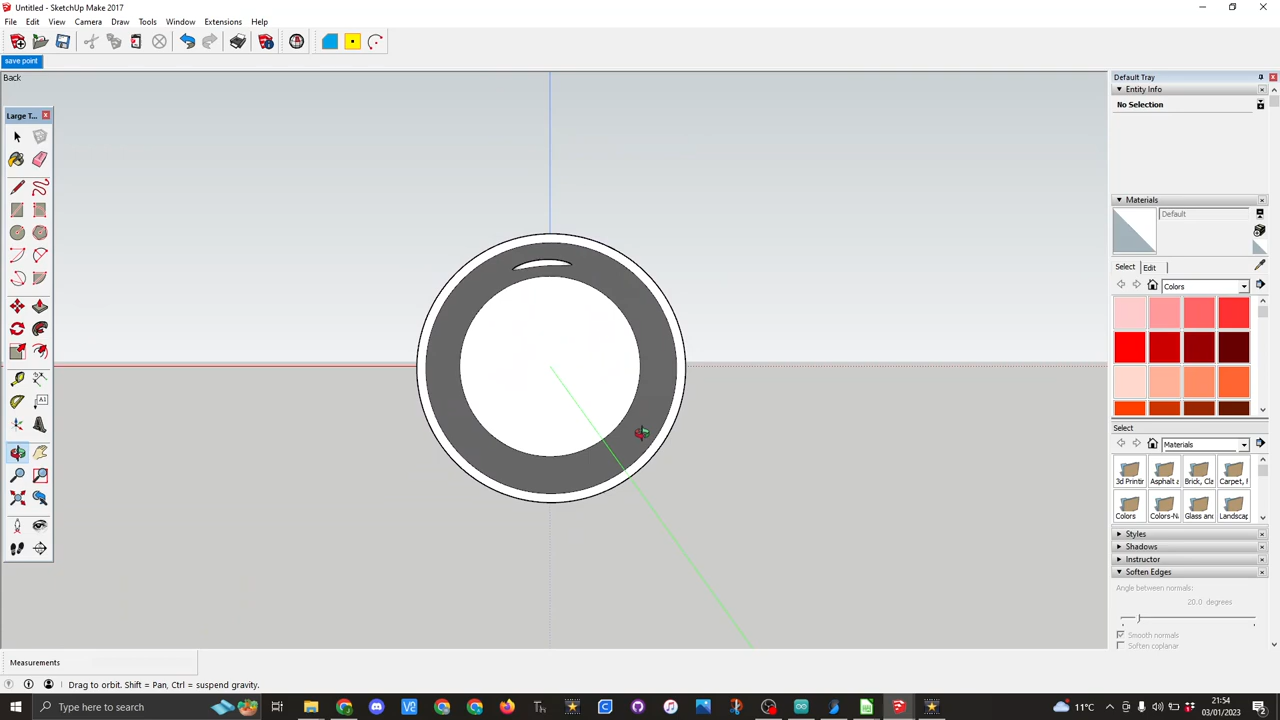 Untitled - SketchUp Make 2017
File Edit View Camera Draw Tools Window Extensions Help
save point
Back
Large T...
A1
Default Tray
Entity Info
No Selection
Materials
Default
Select Edit
Colors
Select
Materials
3d Printir Asphalt a Brick, Cla Carpet, F
Colors Colors-Na Glass and Landscap
Styles
Shadows
Instructor
Soften Edges
Angle between normals:
20.0 degrees
Smooth normals
Soften coplanar
Measurements
Drag to orbit. Shift = Pan, Ctrl = suspend gravity.
Type here to search
11°C
21:54
03/01/2023